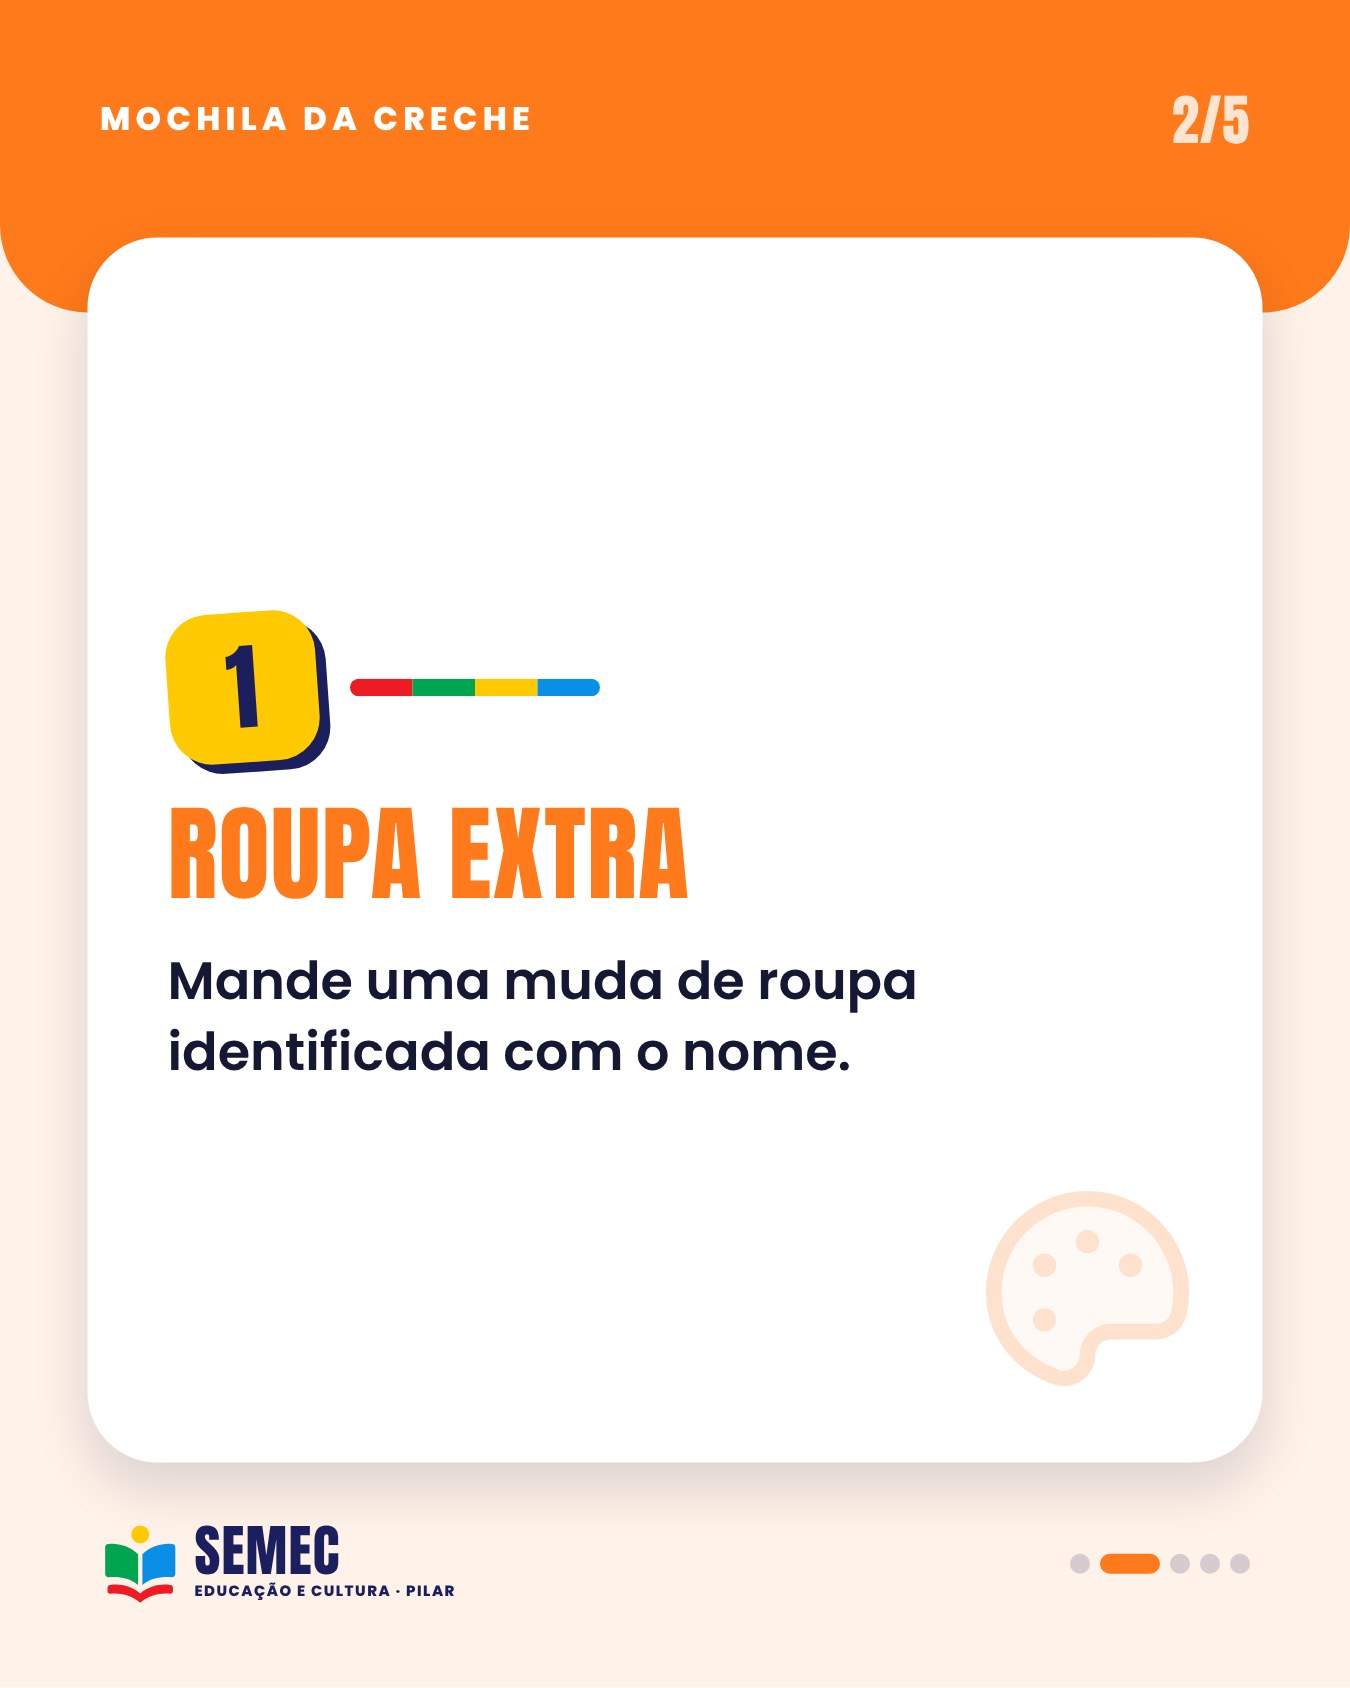 MOCHILA DA CRECHE
2/5
1
ROUPA EXTRA
Mande uma muda de roupa
identificada com o nome.
SEMEC
EDUCAÇÃO E CULTURA · PILAR